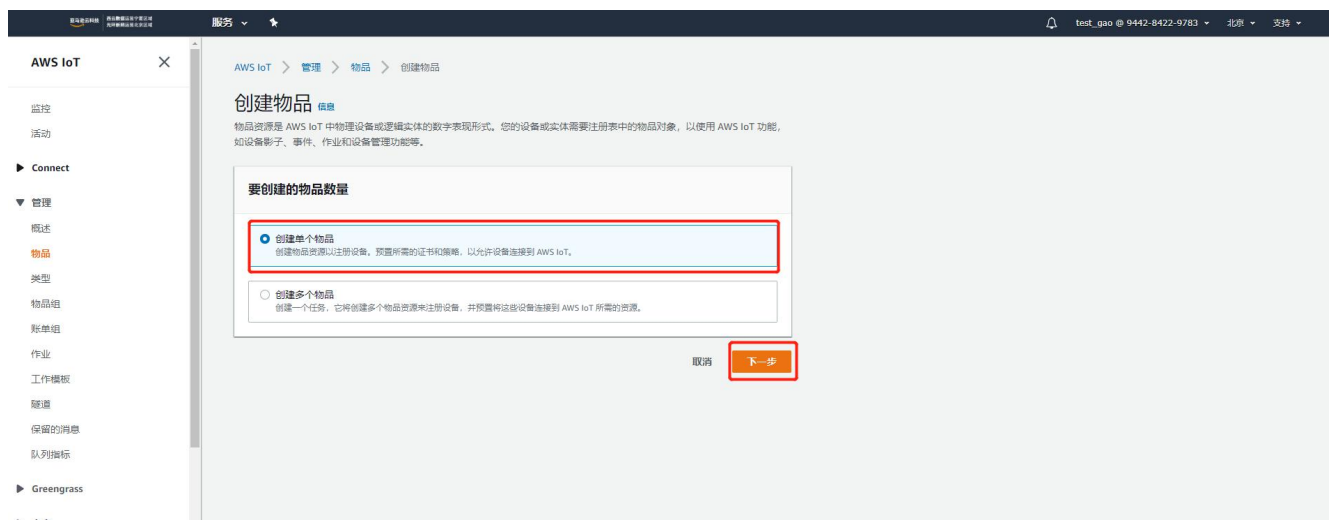 亚马逊云科技
服务
test_gao @ 9442-8422-9783
北京
支持
AWS IoT
监控
活动
Connect
管理
概述
物品
类型
物品组
账单组
作业
工作模板
隧道
保留的消息
队列指标
Greengrass
AWS IoT > 管理 > 物品 > 创建物品
创建物品 信息
物品资源是 AWS IoT 中物理设备或逻辑实体的数字表现形式。您的设备或实体需要注册表中的物品对象，以使用 AWS IoT 功能，
如设备影子、事件、作业和设备管理功能等。
要创建的物品数量
创建单个物品
创建物品资源以注册设备。预置所需的证书和策略，以允许设备连接到 AWS IoT。
创建多个物品
创建一个任务，它将创建多个物品资源来注册设备，并预置将这些设备连接到 AWS IoT 所需的资源。
取消
下一步